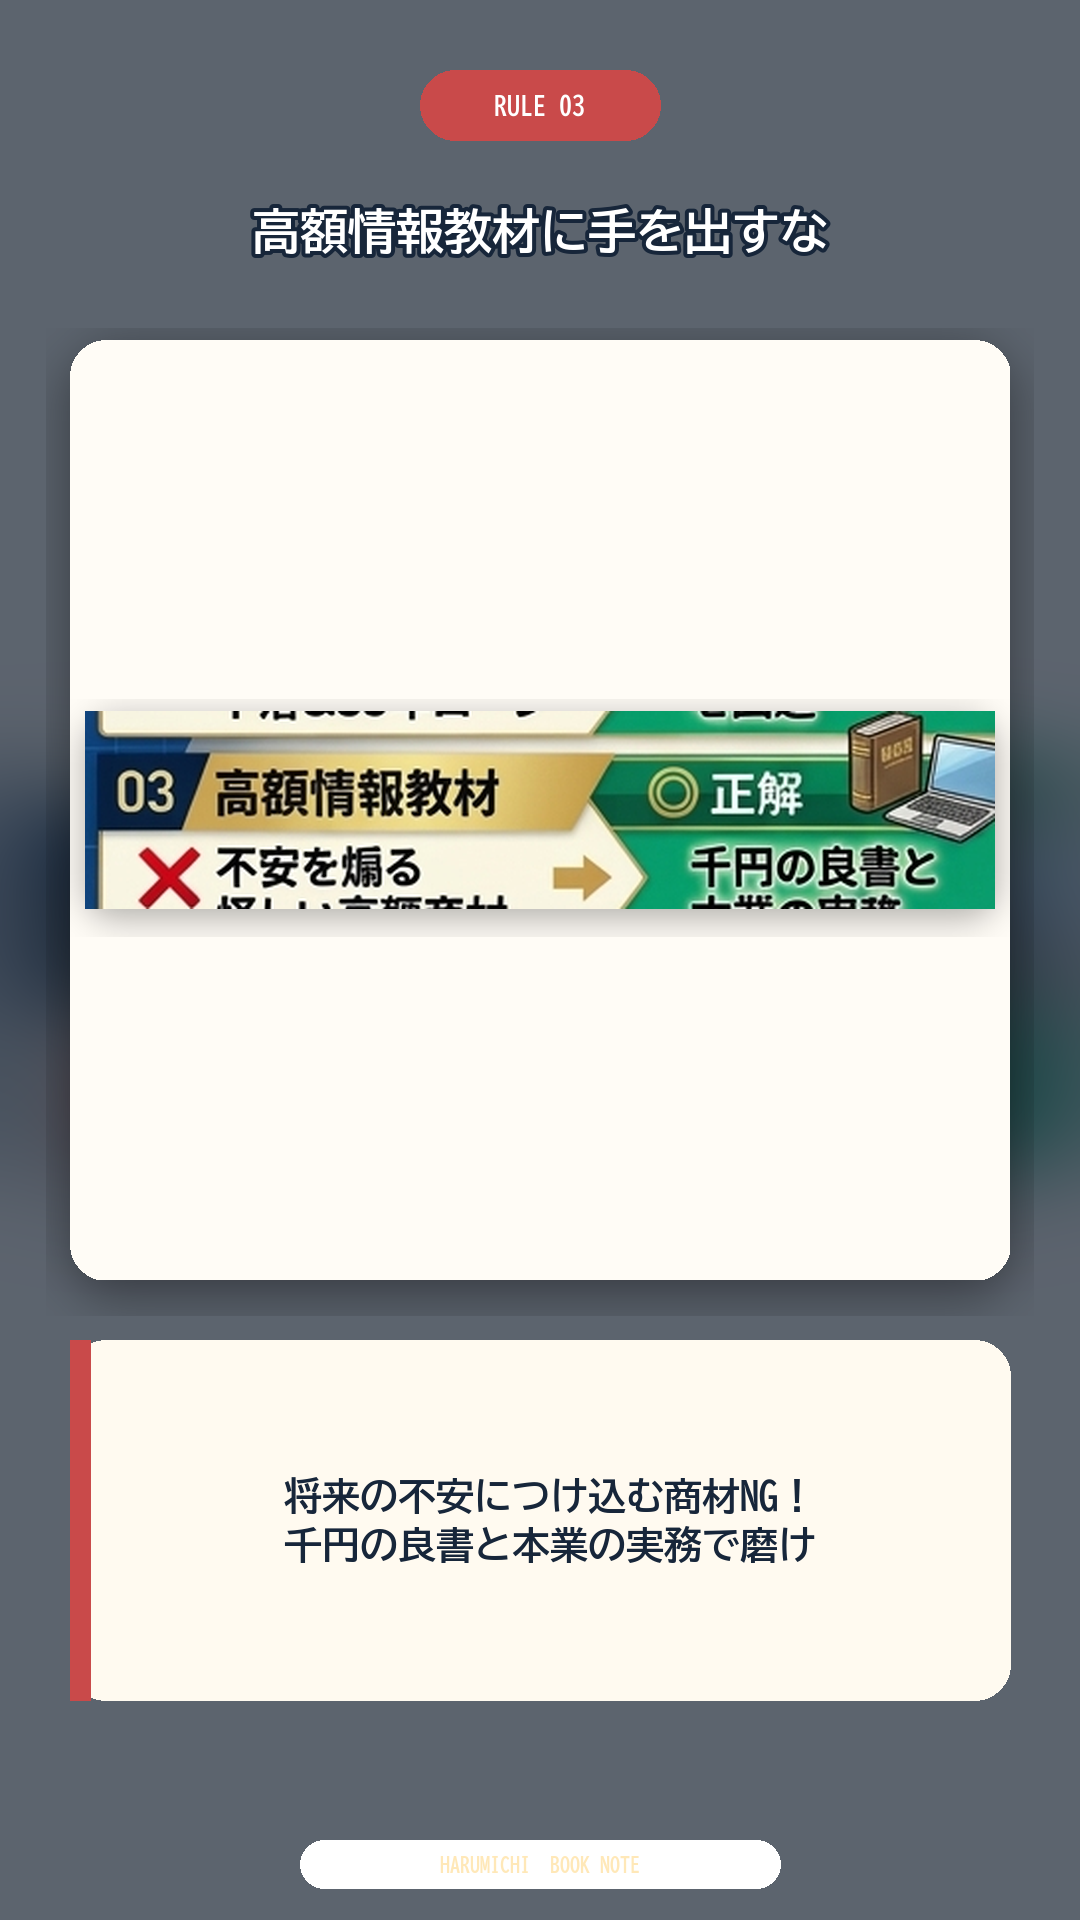 RULE 03
高額情報教材に手を出すな
03 高額情報教材
◎正解
不安を煽る
千円の良書と
将来の不安につけ込む商材NG！
千円の良書と本業の実務で磨け
HARUMICHI BOOK NOTE